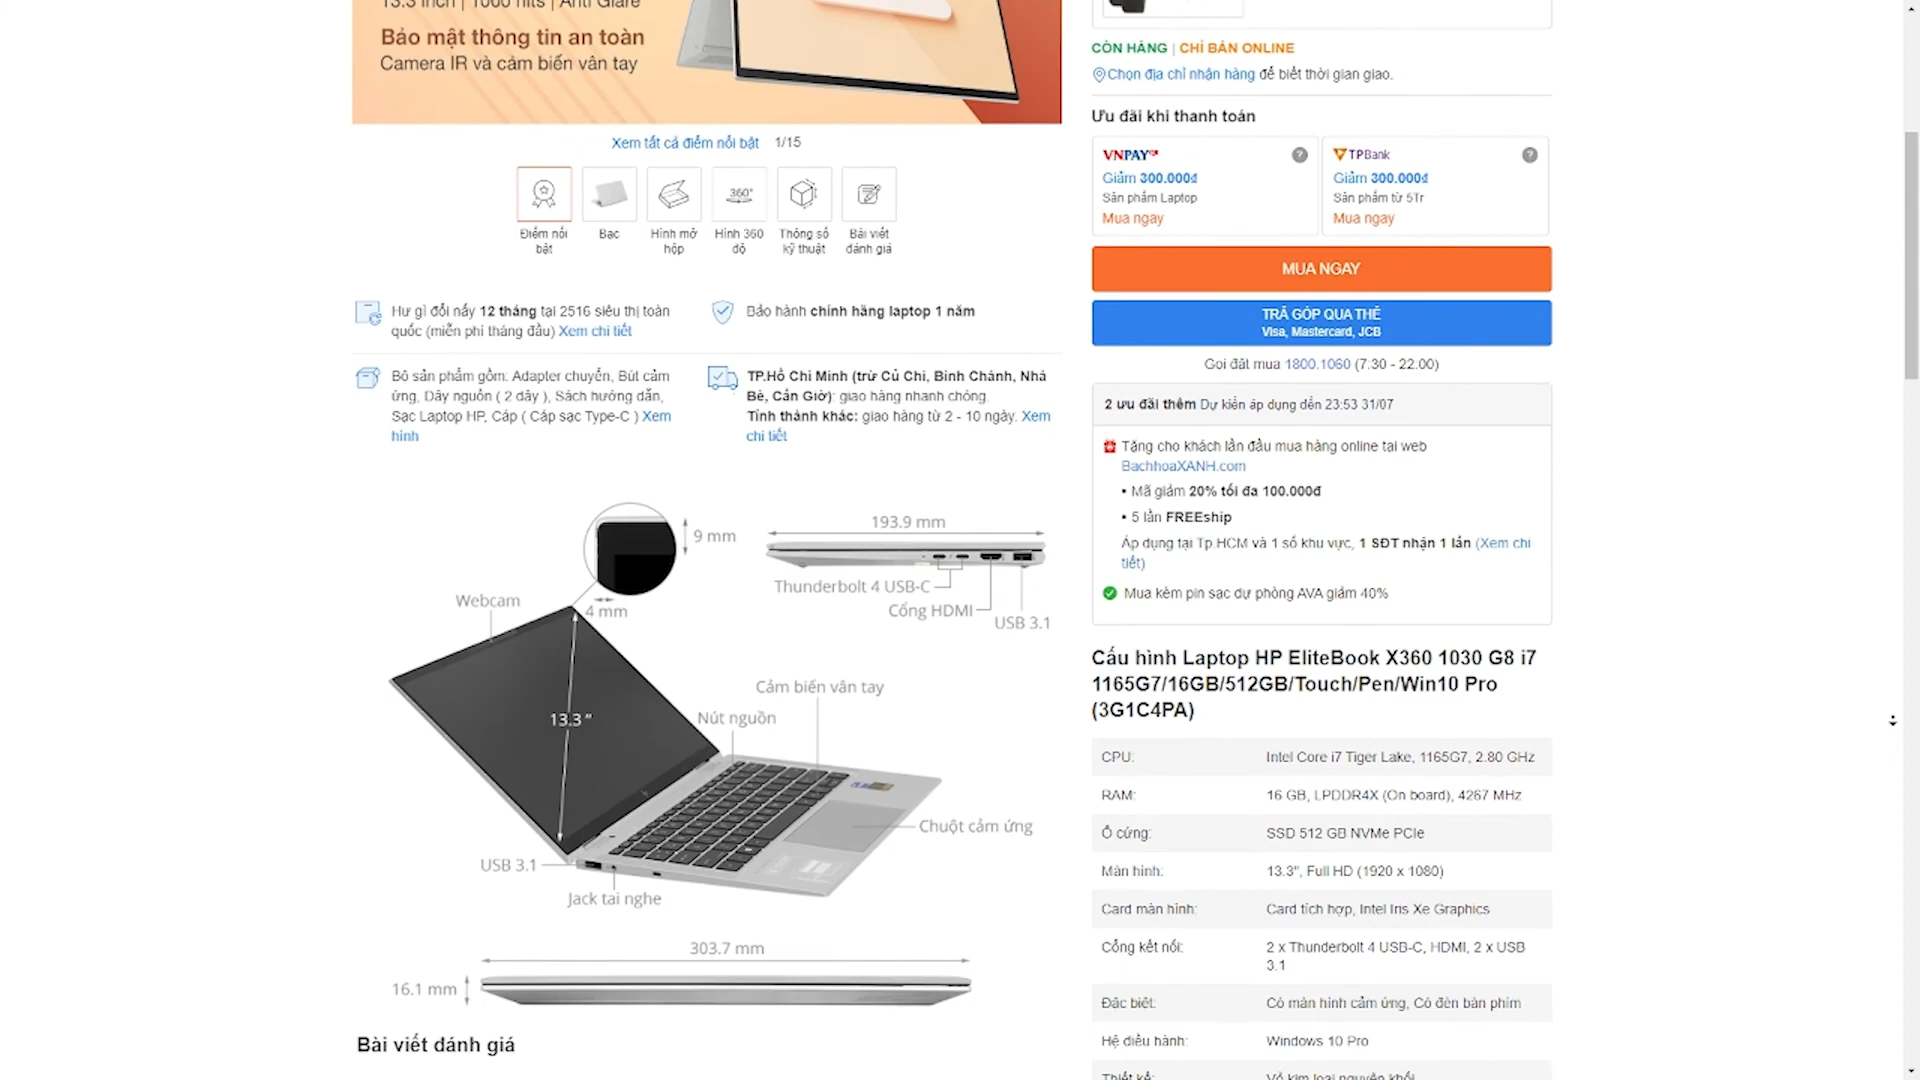 13.3 inch | 1000 nits | Anti Glare
Bảo mật thông tin an toàn
Camera IR và cảm biến vân tay
Xem tất cả điểm nổi bật 1/15
360°
Điểm nổi bật
Bạc
Hình mở hộp
Hình 360 độ
Thông số kỹ thuật
Bài viết đánh giá
Hư gì đổi nấy 12 tháng tại 2516 siêu thị toàn
quốc (miễn phí tháng đầu) Xem chi tiết
Bảo hành chính hãng laptop 1 năm
Bộ sản phẩm gồm: Adapter chuyển, Bút cảm
ứng, Dây nguồn ( 2 dây ), Sách hướng dẫn,
Sạc Laptop HP, Cáp ( Cáp sạc Type-C ) Xem
hình
TP.Hồ Chí Minh (trừ Củ Chi, Bình Chánh, Nhà
Bè, Cần Giờ): giao hàng nhanh chóng
Tỉnh thành khác: giao hàng từ 2 - 10 ngày. Xem
chi tiết
9 mm
4 mm
Webcam
193.9 mm
Thunderbolt 4 USB-C
Cổng HDMI
USB 3.1
13.3"
Cảm biến vân tay
Nút nguồn
Chuột cảm ứng
USB 3.1
Jack tai nghe
303.7 mm
16.1 mm
Bài viết đánh giá
CÒN HÀNG | CHỈ BÁN ONLINE
Chọn địa chỉ nhận hàng để biết thời gian giao.
Ưu đãi khi thanh toán
VNPAY
?
Giảm 300.000₫
Sản phẩm Laptop
Mua ngay
TPBank
?
Giảm 300.000₫
Sản phẩm từ 5Tr
Mua ngay
MUA NGAY
TRẢ GÓP QUA THẺ
Visa, Mastercard, JCB
Gọi đặt mua 1800.1060 (7:30 - 22:00)
2 ưu đãi thêm Dự kiến áp dụng đến 23:53 31/07
Tặng cho khách lần đầu mua hàng online tại web
BachhoaXANH.com
• Mã giảm 20% tối đa 100.000đ
• 5 lần FREEship
Áp dụng tại Tp.HCM và 1 số khu vực, 1 SĐT nhận 1 lần (Xem chi
tiết)
Mua kèm pin sạc dự phòng AVA giảm 40%
Cấu hình Laptop HP EliteBook X360 1030 G8 i7
1165G7/16GB/512GB/Touch/Pen/Win10 Pro
(3G1C4PA)
CPU: Intel Core i7 Tiger Lake, 1165G7, 2.80 GHz
RAM: 16 GB, LPDDR4X (On board), 4267 MHz
Ổ cứng: SSD 512 GB NVMe PCIe
Màn hình: 13.3", Full HD (1920 x 1080)
Card màn hình: Card tích hợp, Intel Iris Xe Graphics
Cổng kết nối: 2 x Thunderbolt 4 USB-C, HDMI, 2 x USB
3.1
Đặc biệt: Có màn hình cảm ứng, Có đèn bàn phím
Hệ điều hành: Windows 10 Pro
Thiết kế: Vỏ kim loại nguyên khối